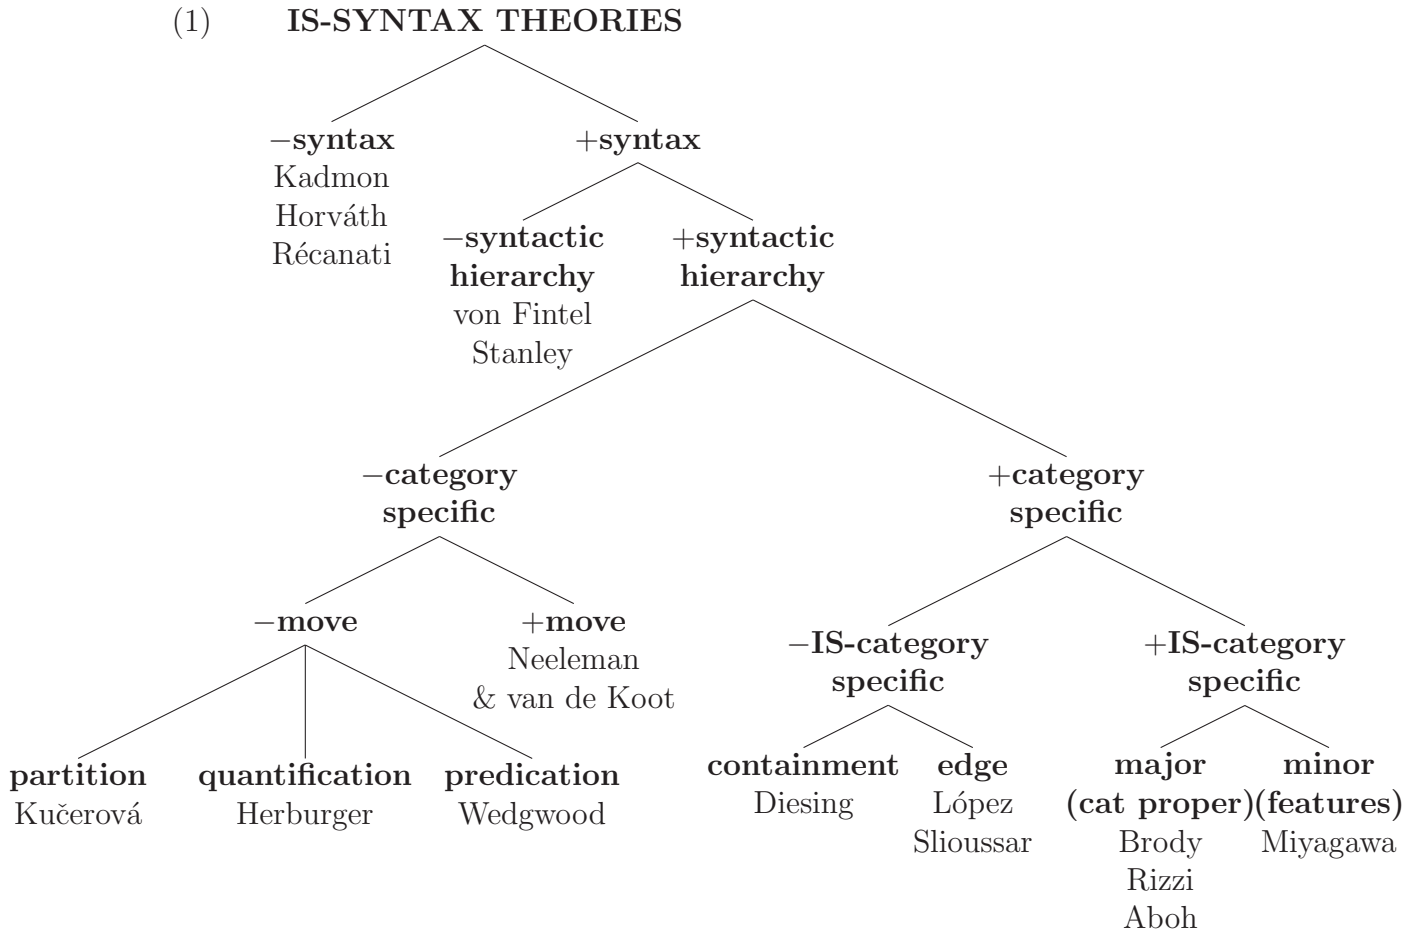 (1) IS-SYNTAX THEORIES
−syntax
Kadmon
Horváth
Récanati
+syntax
−syntactic
hierarchy
von Fintel
Stanley
+syntactic
hierarchy
−category
specific
−move
partition
Kučerová
quantification
Herburger
predication
Wedgwood
+move
Neeleman
& van de Koot
+category
specific
−IS-category
specific
containment
Diesing
edge
López
Slioussar
+IS-category
specific
major
(cat proper)
Brody
Rizzi
Aboh
minor
(features)
Miyagawa